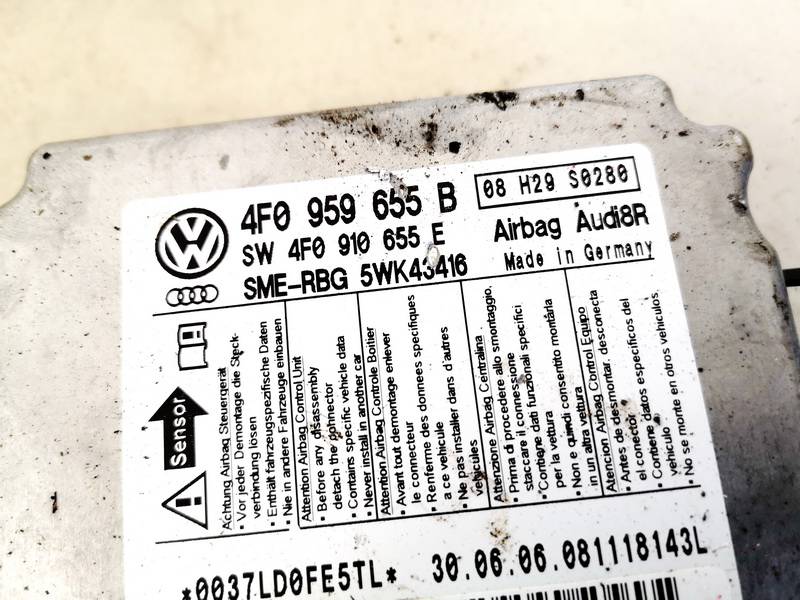 4F0 959 655 B
08 H29 S0280
SW 4F0 910 655 E
Airbag Audi8R
SME-RBG 5WK43416
Made in Germany
Sensor
Achtung Airbag Steuergerät
• Vor jeder Demontage die Steck-
verbindung lösen
• Enthält fahrzeugspezifische Daten
• Nie in andere Fahrzeuge einbauen
Attention Airbag Control Unit
• Before any disassembly
detach the connector
• Contains specific vehicle data
• Never install in another car
Attention Airbag Controle Boitier
• Avant tout demontage enlever
le connecteur
• Renferme des donnees specifiques
a ce vehicule
• Ne pas installer dans d'autres
vehicules
Attenzione Airbag Centralina
• Prima di procedere allo smontaggio,
staccare il connessione
• Contiene dati funzionali specifici
per la vettura
• Non e quindi consentito montarla
in un altra vettura
Atencion Airbag Control Equipo
• Antes de desmontar, desconecta
el conector
• Contiene datos especificos del
vehiculo
• No se monte en otros vehiculos
*0037LD0FE5TL*
30.06.06.081118143L